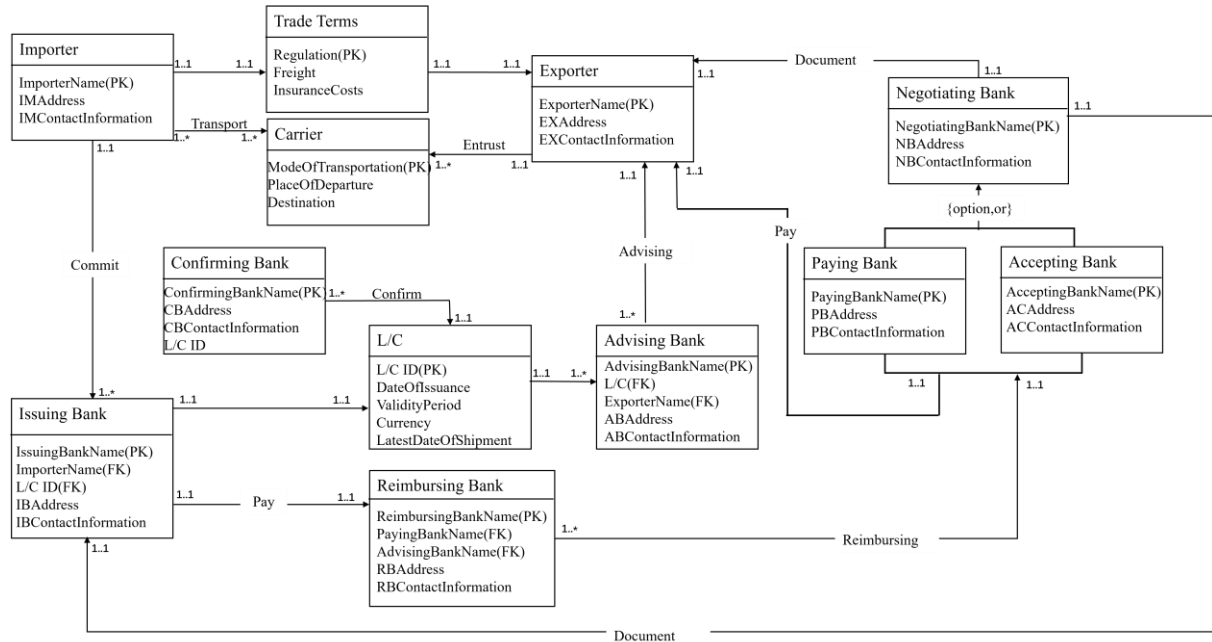 Importer
ImporterName(PK)
IMAddress
IMContactInformation
1..1
1..1
Trade Terms
Regulation(PK)
Freight
InsuranceCosts
1..1
1..1
Exporter
ExporterName(PK)
EXAddress
EXContactInformation
1..1
Document
1..1
Negotiating Bank
NegotiatingBankName(PK)
NBAddress
NBContactInformation
1..1
Transport
1..*
1..*
Carrier
ModeOfTransportation(PK)
PlaceOfDeparture
Destination
1..*
Entrust
1..1
1..1
1..1
1..1
{option,or}
Commit
Advising
Pay
Confirming Bank
ConfirmingBankName(PK)
CBAddress
CBContactInformation
L/C ID
1..*
Confirm
1..1
Paying Bank
PayingBankName(PK)
PBAddress
PBContactInformation
Accepting Bank
AcceptingBankName(PK)
ACAddress
ACContactInformation
L/C
L/C ID(PK)
DateOfIssuance
ValidityPeriod
Currency
LatestDateOfShipment
1..1
1..*
1..*
Advising Bank
AdvisingBankName(PK)
L/C(FK)
ExporterName(FK)
ABAddress
ABContactInformation
1..1
1..1
1..*
Issuing Bank
IssuingBankName(PK)
ImporterName(FK)
L/C ID(FK)
IBAddress
IBContactInformation
1..1
1..1
1..1
Pay
1..1
Reimbursing Bank
ReimbursingBankName(PK)
PayingBankName(FK)
AdvisingBankName(FK)
RBAddress
RBContactInformation
1..*
Reimbursing
1..1
Document